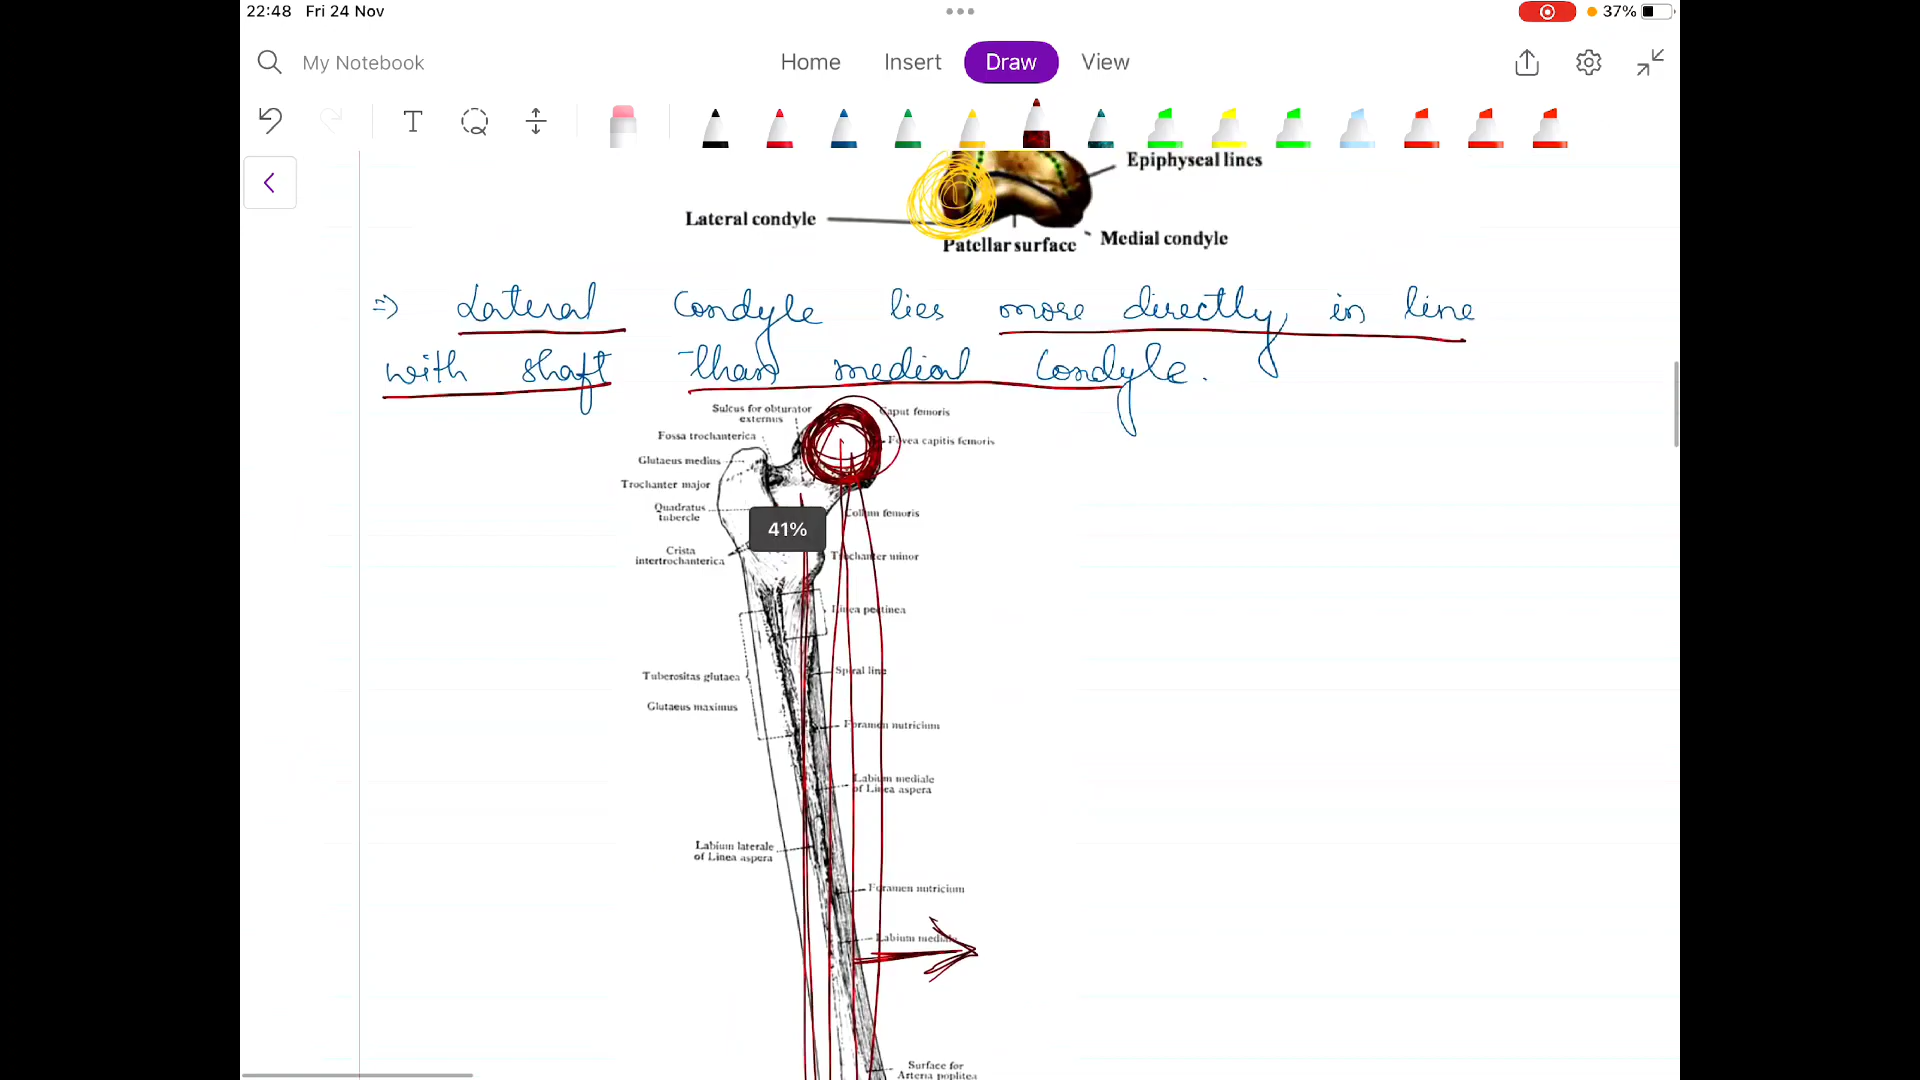 22:48 Fri 24 Nov
37%
My Notebook
Home Insert Draw View
T
Epiphyseal lines
Lateral condyle
Medial condyle
Patellar surface
=> Lateral Condyle lies more directly in line
with shaft than medial Condyle.
Sulcus for obturator
externus
Caput femoris
Fossa trochanterica
Fovea capitis femoris
Glutaeus medius
Trochanter major
Quadratus
tubercle
Collum femoris
41%
Crista
intertrochanterica
Trochanter minor
Linea pectinea
Spiral line
Tuberositas glutaea
Glutaeus maximus
Foramen nutricium
Labium mediale
of Linea aspera
Labium laterale
of Linea aspera
Foramen nutricium
Labium mediale
Surface for
Arteria poplitea